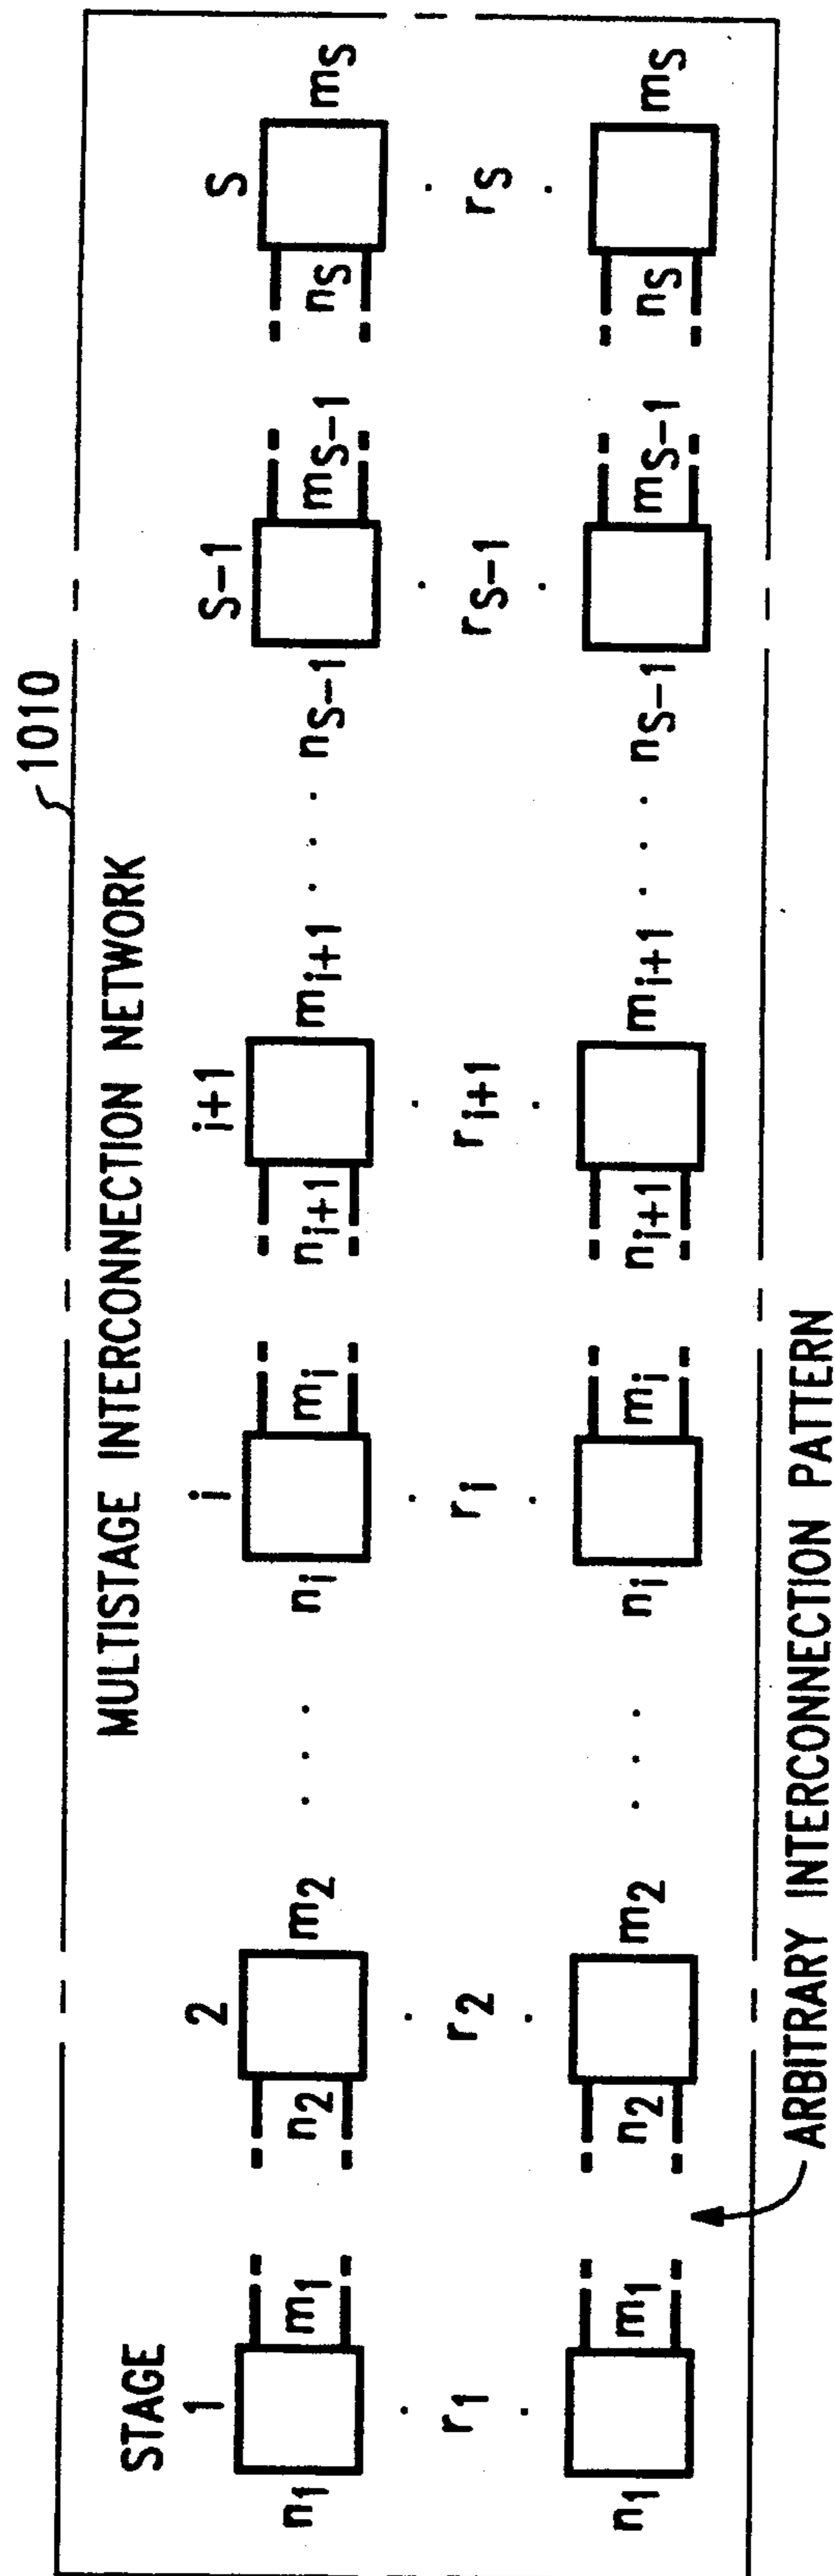 1010
MULTISTAGE INTERCONNECTION NETWORK
STAGE
1 2 i i+1 S-1 S
n1 m1 n2 m2 . . . ni mi ni+1 mi+1 . . . nS-1 mS-1 nS mS
r1 r2 ri ri+1 rS-1 rS
n1 m1 n2 m2 . . . ni mi ni+1 mi+1 . . . nS-1 mS-1 nS mS
ARBITRARY INTERCONNECTION PATTERN